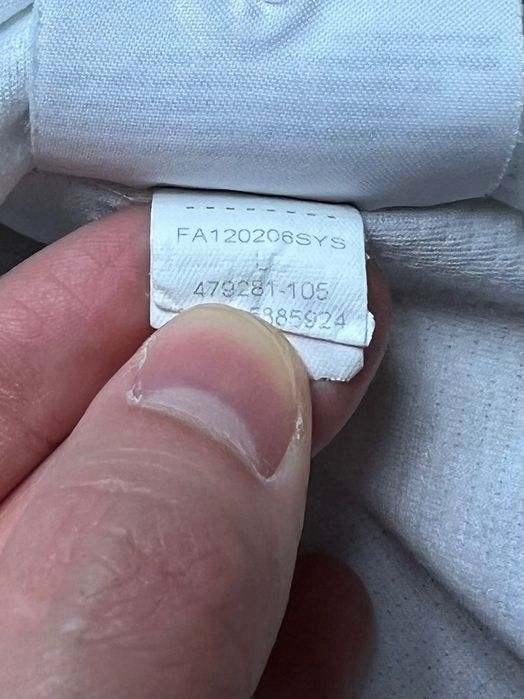 - - - - - - - - -
FA120206SYS
L
479281-105
5885924